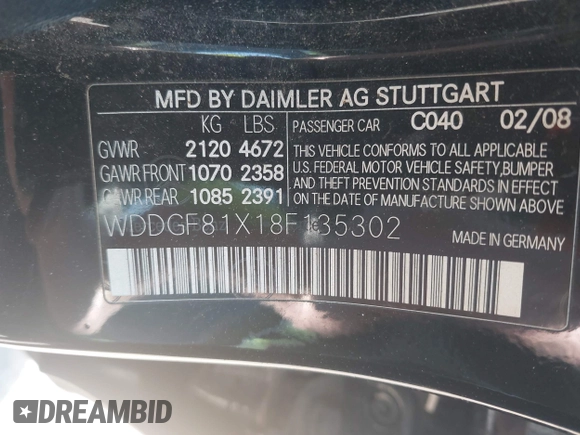 MFD BY DAIMLER AG STUTTGART
KG LBS PASSENGER CAR C040 02/08
GVWR 2120 4672
GAWR FRONT 1070 2358
GAWR REAR 1085 2391
THIS VEHICLE CONFORMS TO ALL APPLICABLE
U.S. FEDERAL MOTOR VEHICLE SAFETY,BUMPER
AND THEFT PREVENTION STANDARDS IN EFFECT
ON THE DATE OF MANUFACTURE SHOWN ABOVE
WDDGF81X18F135302
MADE IN GERMANY
DREAMBID